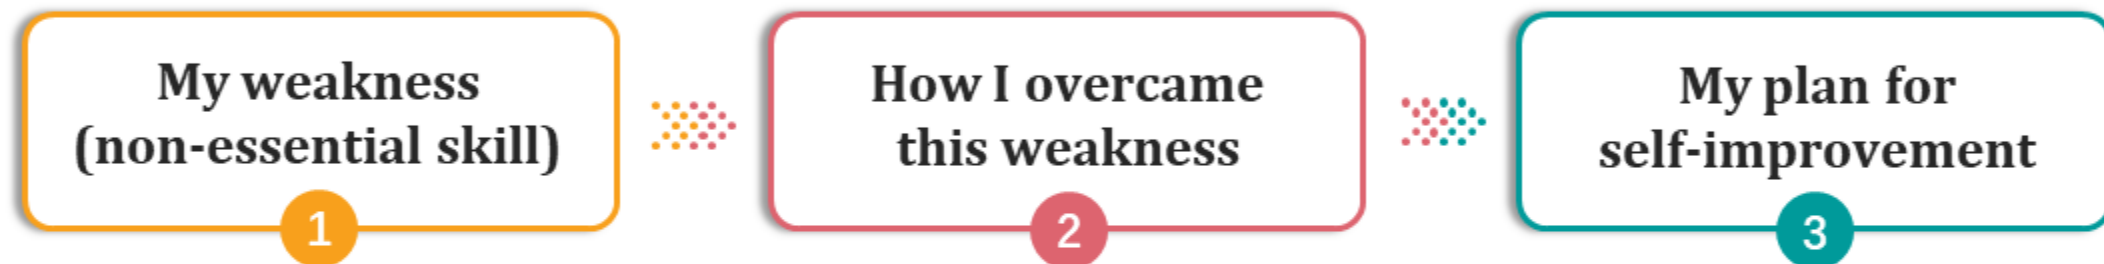 My weakness
(non-essential skill)
1
How I overcame
this weakness
2
My plan for
self-improvement
3